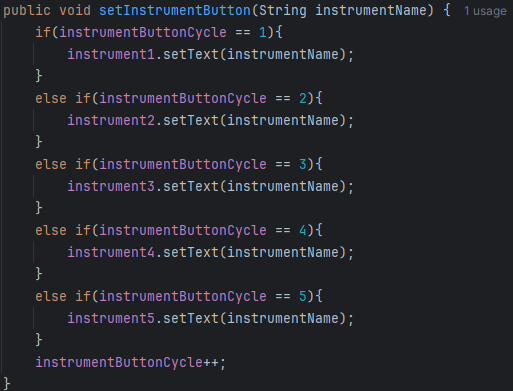 public void setInstrumentButton(String instrumentName) { 1 usage
    if(instrumentButtonCycle == 1){
        instrument1.setText(instrumentName);
    }
    else if(instrumentButtonCycle == 2){
        instrument2.setText(instrumentName);
    }
    else if(instrumentButtonCycle == 3){
        instrument3.setText(instrumentName);
    }
    else if(instrumentButtonCycle == 4){
        instrument4.setText(instrumentName);
    }
    else if(instrumentButtonCycle == 5){
        instrument5.setText(instrumentName);
    }
    instrumentButtonCycle++;
}